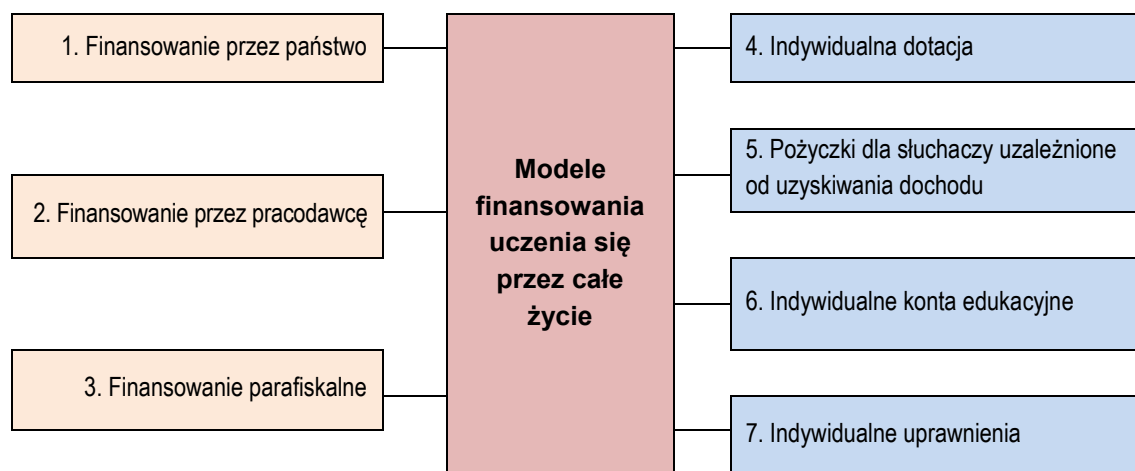 1. Finansowanie przez państwo
2. Finansowanie przez pracodawcę
3. Finansowanie parafiskalne
Modele
finansowania
uczenia się
przez całe
życie
4. Indywidualna dotacja
5. Pożyczki dla słuchaczy uzależnione
od uzyskiwania dochodu
6. Indywidualne konta edukacyjne
7. Indywidualne uprawnienia